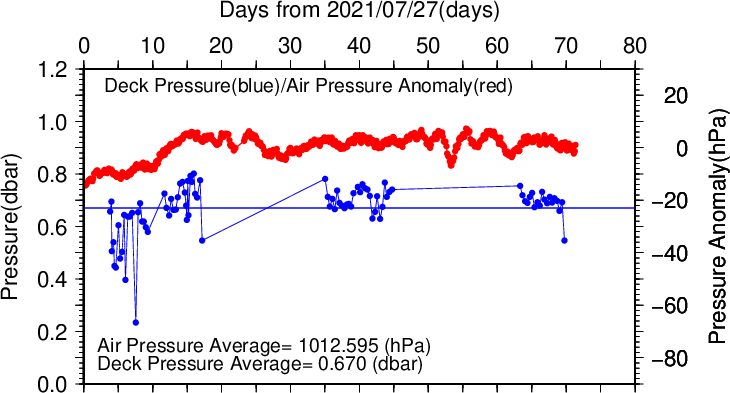 Days from 2021/07/27(days)
0 10 20 30 40 50 60 70 80
Deck Pressure(blue)/Air Pressure Anomaly(red)
1.2
1.0
0.8
0.6
0.4
0.2
0.0
Pressure(dbar)
20
0
−20
−40
−60
−80
Pressure Anomaly(hPa)
Air Pressure Average= 1012.595 (hPa)
Deck Pressure Average= 0.670 (dbar)